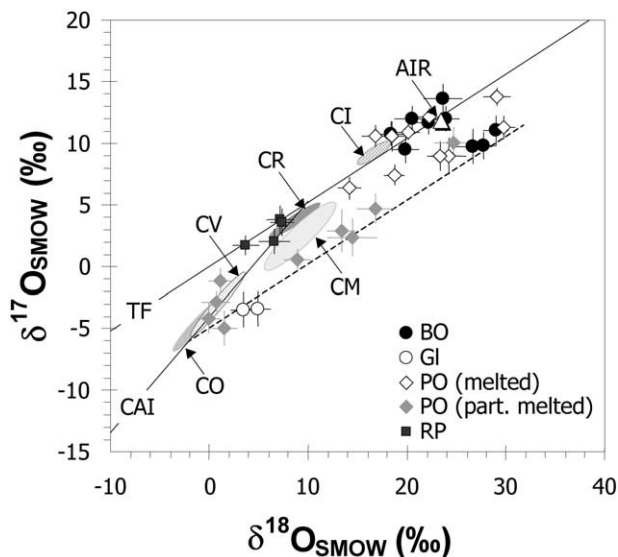 20
15
10
5
0
-5
-10
-15
-10
0
10
20
30
40
δ17OSMOW (‰)
δ18OSMOW (‰)
AIR
CI
CR
CV
CM
TF
CO
CAI
BO
GI
PO (melted)
PO (part. melted)
RP